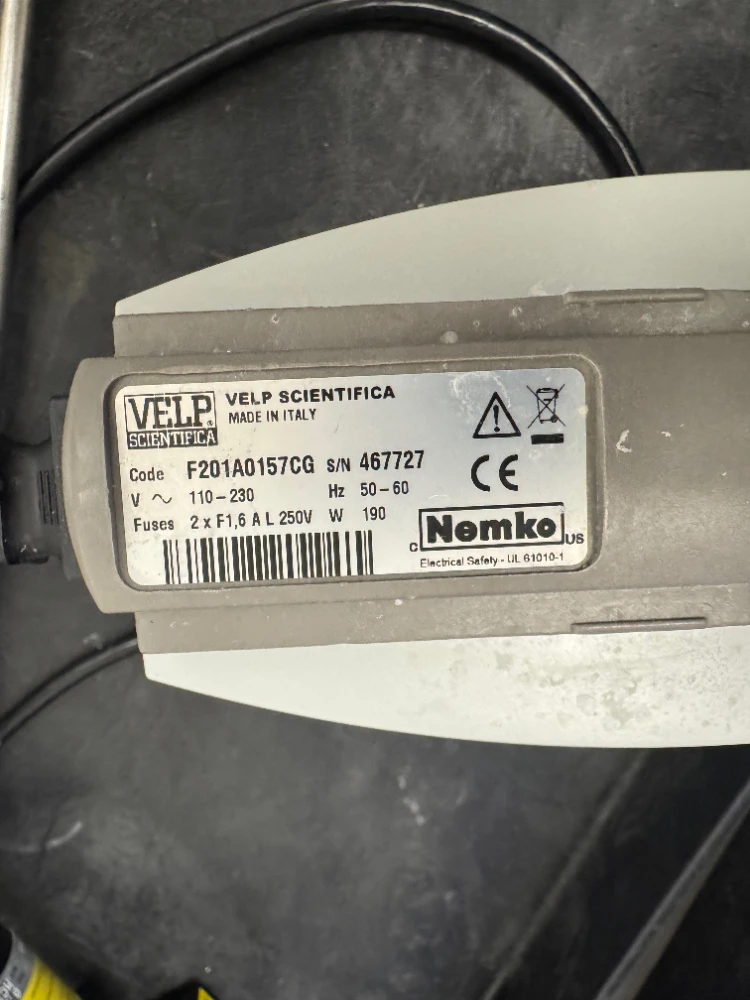 VELP
SCIENTIFICA
VELP SCIENTIFICA
MADE IN ITALY
Code F201A0157CG S/N 467727
V ~ 110-230 Hz 50-60
Fuses 2 x F1,6 A L 250V W 190
CE
c Nemko us
Electrical Safety - UL 61010-1